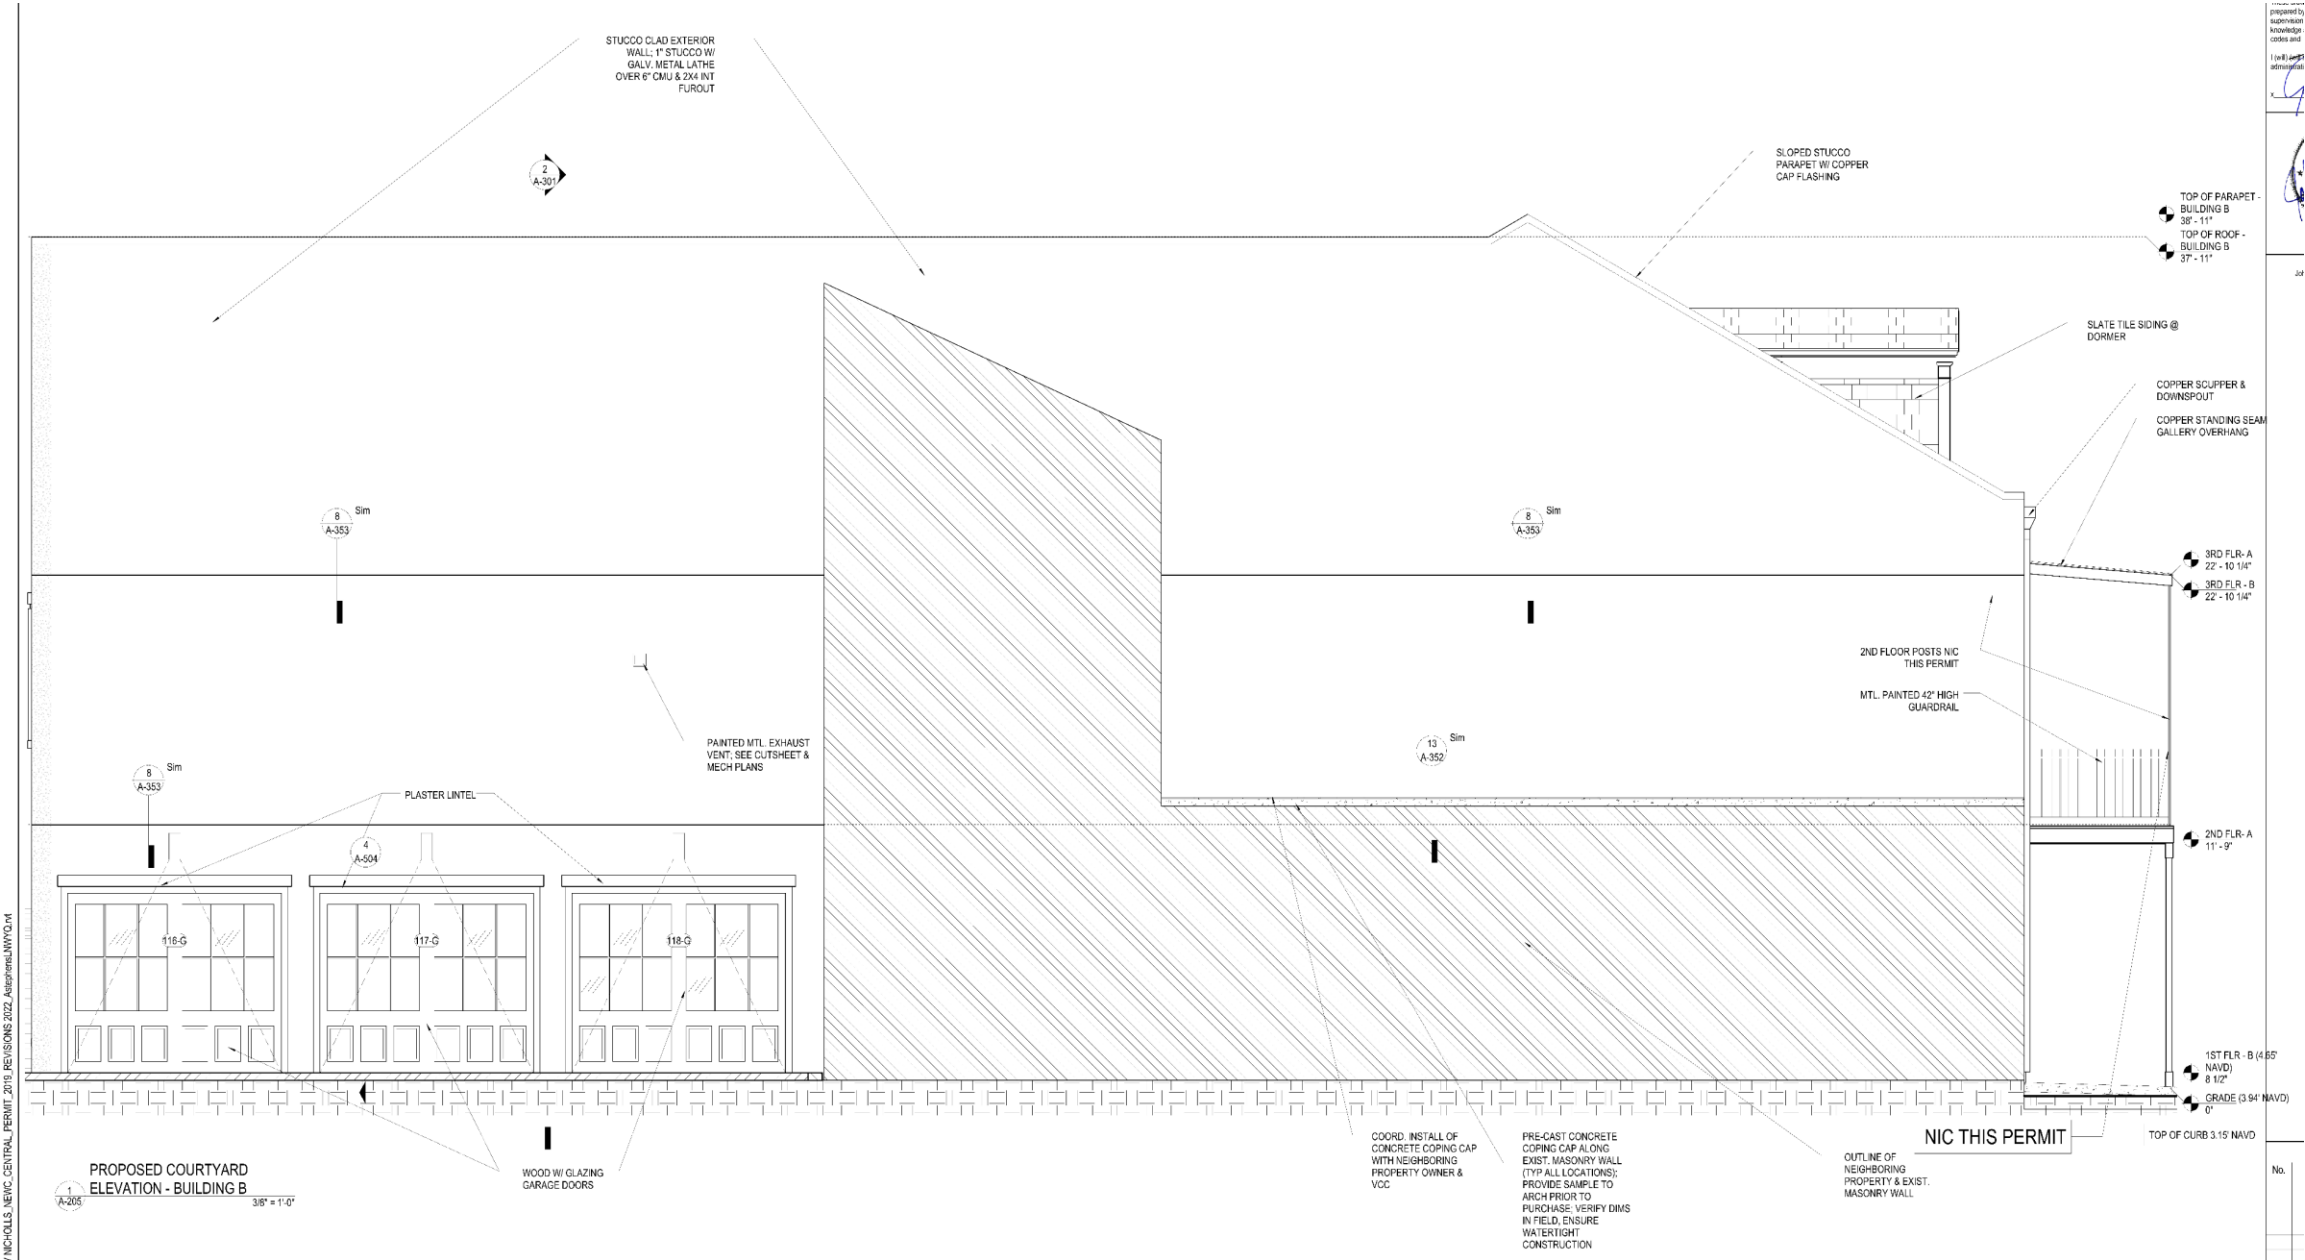 prepared by
supervision
knowledge
codes and
STUCCO CLAD EXTERIOR
WALL; 1" STUCCO W/
GALV. METAL LATHE
OVER 6" CMU & 2X4 INT
FUROUT
2
A-301
SLOPED STUCCO
PARAPET W/ COPPER
CAP FLASHING
TOP OF PARAPET -
BUILDING B
38' - 11"
TOP OF ROOF -
BUILDING B
37' - 11"
SLATE TILE SIDING @
DORMER
COPPER SCUPPER &
DOWNSPOUT
COPPER STANDING SEAM
GALLERY OVERHANG
8
A-353
Sim
8
A-353
Sim
3RD FLR- A
22' - 10 1/4"
3RD FLR - B
22' - 10 1/4"
2ND FLOOR POSTS NIC
THIS PERMIT
MTL. PAINTED 42" HIGH
GUARDRAIL
PAINTED MTL. EXHAUST
VENT; SEE CUTSHEET &
MECH PLANS
13
A-352
Sim
8
A-353
Sim
PLASTER LINTEL
4
A-504
2ND FLR- A
11' - 9"
116-G
117-G
118-G
1ST FLR - B (4.65'
NAVD)
8 1/2"
GRADE (3.94' NAVD)
0"
TOP OF CURB 3.15' NAVD
NIC THIS PERMIT
COORD. INSTALL OF
CONCRETE COPING CAP
WITH NEIGHBORING
PROPERTY OWNER &
VCC
PRE-CAST CONCRETE
COPING CAP ALONG
EXIST. MASONRY WALL
(TYP ALL LOCATIONS);
PROVIDE SAMPLE TO
ARCH PRIOR TO
PURCHASE; VERIFY DIMS
IN FIELD, ENSURE
WATERTIGHT
CONSTRUCTION
OUTLINE OF
NEIGHBORING
PROPERTY & EXIST.
MASONRY WALL
WOOD W/ GLAZING
GARAGE DOORS
PROPOSED COURTYARD
ELEVATION - BUILDING B
1
A-205
3/8" = 1'-0"
No.